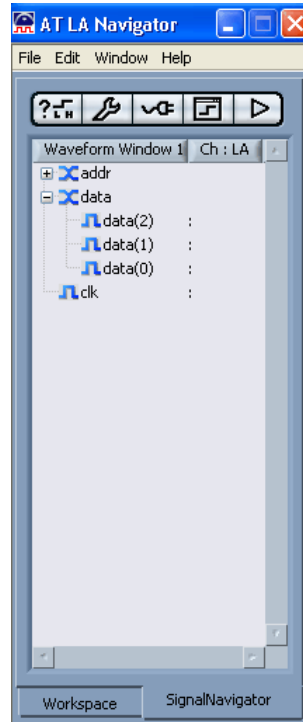 AT LA Navigator
File Edit Window Help
Waveform Window 1 Ch : LA
addr
data
data(2) :
data(1) :
data(0) :
clk :
Workspace SignalNavigator